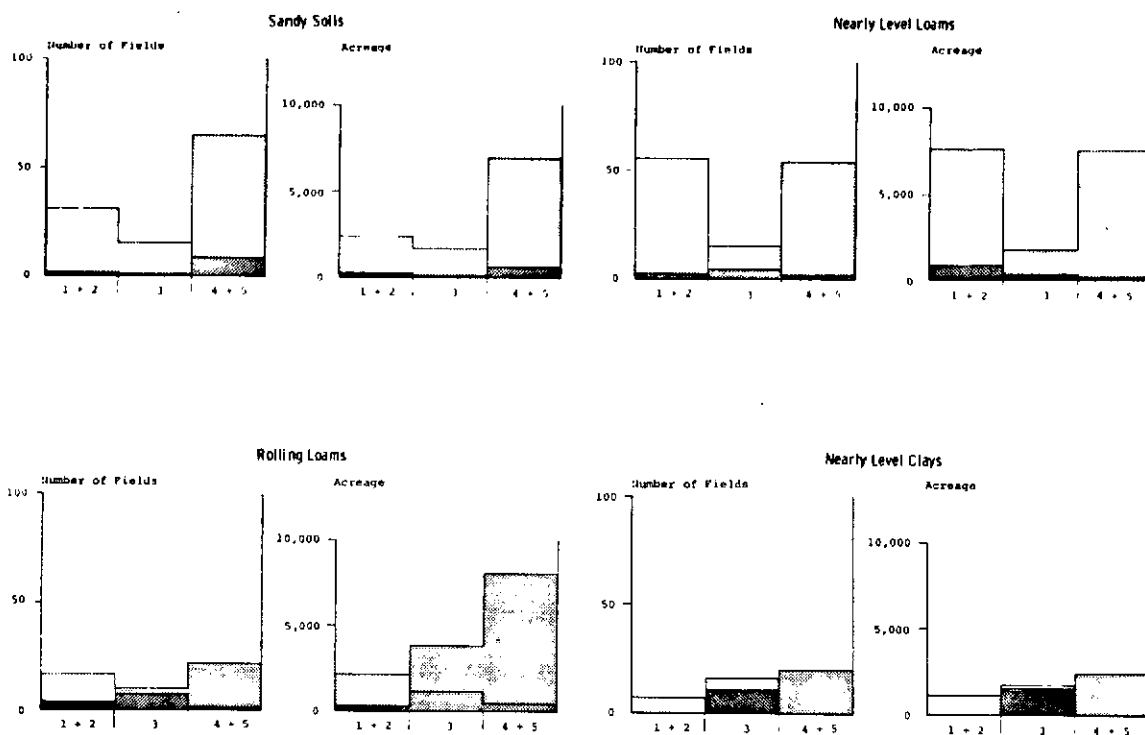 Sandy Soils
Number of Fields
Acreage
100
50
0
10,000
5,000
0
1 + 2
3
4 + 5
1 + 2
3
4 + 5
Nearly Level Loams
Number of Fields
Acreage
100
50
0
10,000
5,000
0
1 + 2
3
4 + 5
1 + 2
3
4 + 5
Rolling Loams
Number of Fields
Acreage
100
50
0
10,000
5,000
0
1 + 2
3
4 + 5
1 + 2
3
4 + 5
Nearly Level Clays
Number of Fields
Acreage
100
50
0
10,000
5,000
0
1 + 2
3
4 + 5
1 + 2
3
4 + 5